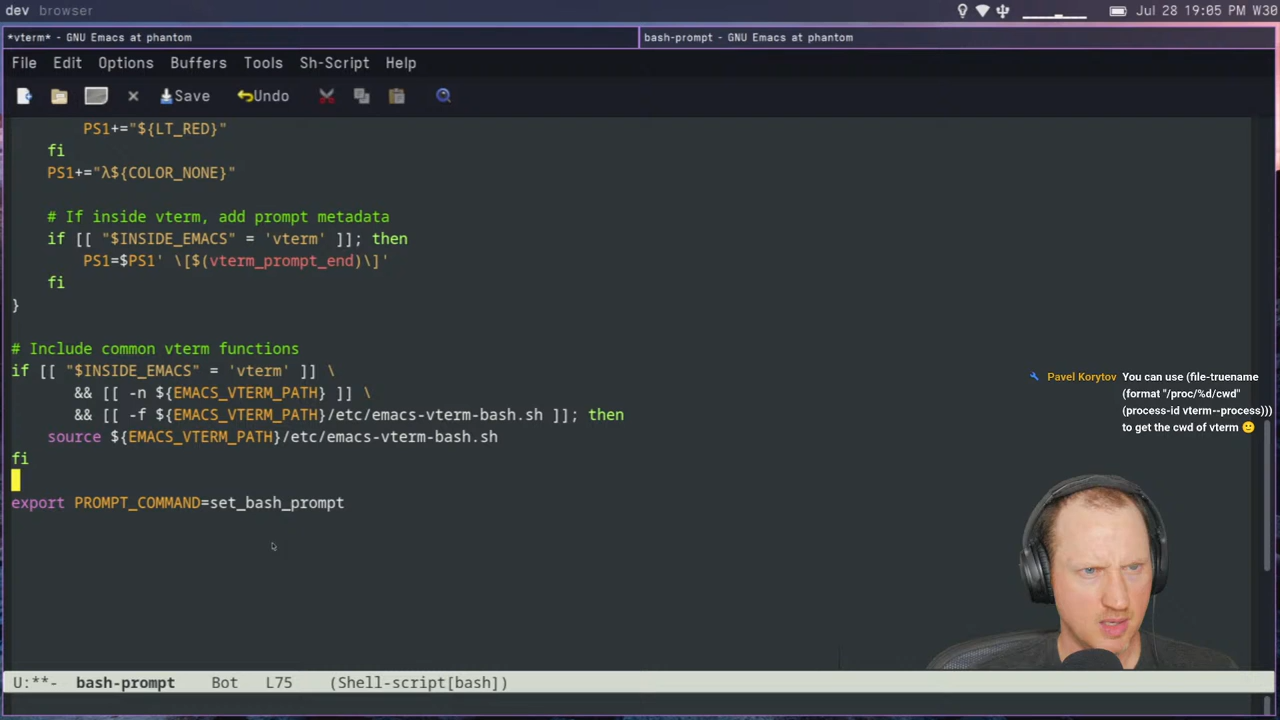 dev browser
Jul 28 19:05 PM W30
*vterm* - GNU Emacs at phantom
bash-prompt - GNU Emacs at phantom
File Edit Options Buffers Tools Sh-Script Help
Save Undo
PS1+="${LT_RED}"
fi
PS1+="λ${COLOR_NONE}"
# If inside vterm, add prompt metadata
if [[ "$INSIDE_EMACS" = 'vterm' ]]; then
PS1=$PS1' \[$(vterm_prompt_end)\]'
fi
}
# Include common vterm functions
if [[ "$INSIDE_EMACS" = 'vterm' ]] \
&& [[ -n ${EMACS_VTERM_PATH} ]] \
&& [[ -f ${EMACS_VTERM_PATH}/etc/emacs-vterm-bash.sh ]]; then
source ${EMACS_VTERM_PATH}/etc/emacs-vterm-bash.sh
fi
export PROMPT_COMMAND=set_bash_prompt
Pavel Korytov You can use (file-truename
(format "/proc/%d/cwd"
(process-id vterm--process)))
to get the cwd of vterm 🙂
U:**- bash-prompt Bot L75 (Shell-script[bash])